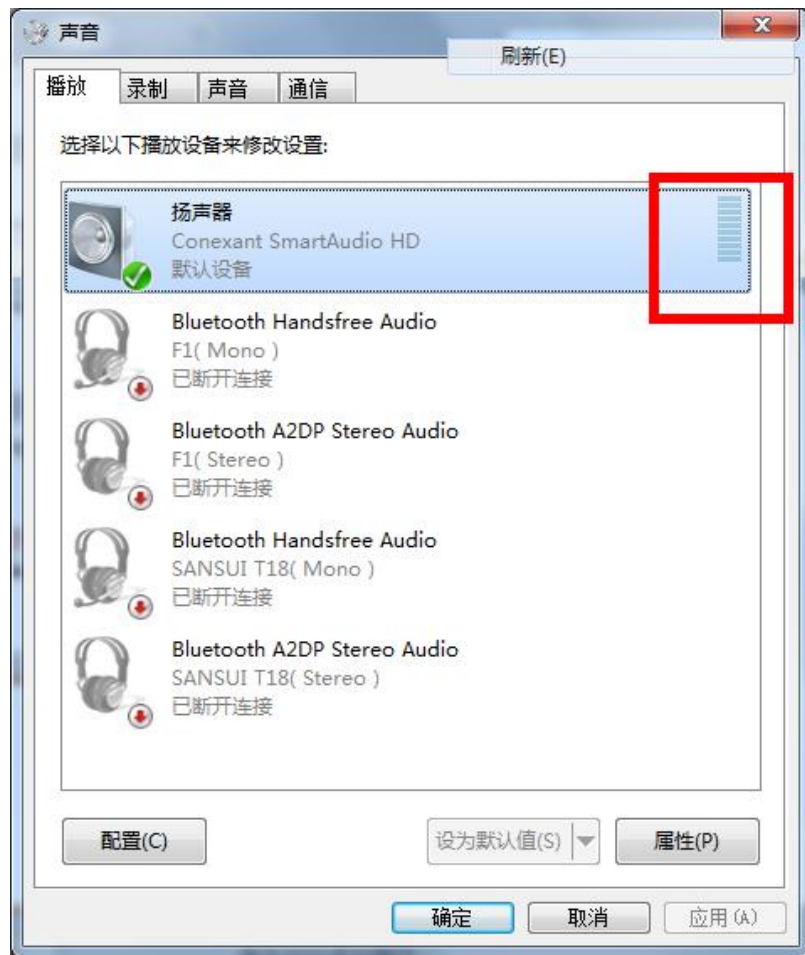 声音
刷新(E)
播放 录制 声音 通信
选择以下播放设备来修改设置:
扬声器
Conexant SmartAudio HD
默认设备
Bluetooth Handsfree Audio
F1( Mono )
已断开连接
Bluetooth A2DP Stereo Audio
F1( Stereo )
已断开连接
Bluetooth Handsfree Audio
SANSUI T18( Mono )
已断开连接
Bluetooth A2DP Stereo Audio
SANSUI T18( Stereo )
已断开连接
配置(C) 设为默认值(S) 属性(P)
确定 取消 应用(A)